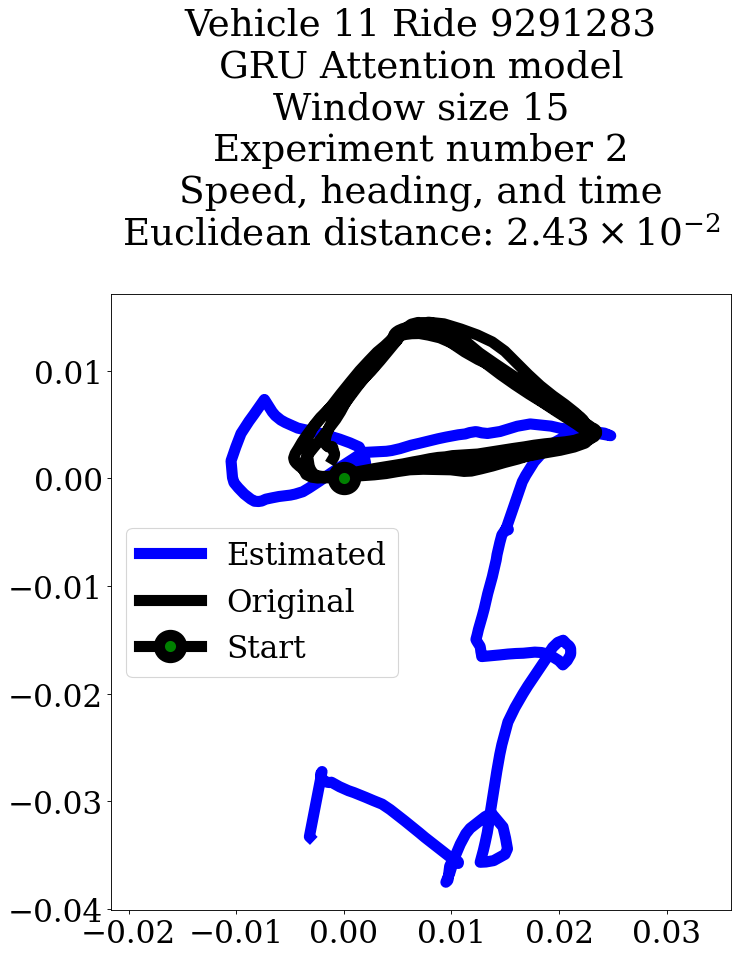 Vehicle 11 Ride 9291283
GRU Attention model
Window size 15
Experiment number 2
Speed, heading, and time
Euclidean distance: 2.43 × 10⁻²
0.01
0.00
−0.01
−0.02
−0.03
−0.04
Estimated
Original
Start
−0.02 −0.01 0.00 0.01 0.02 0.03